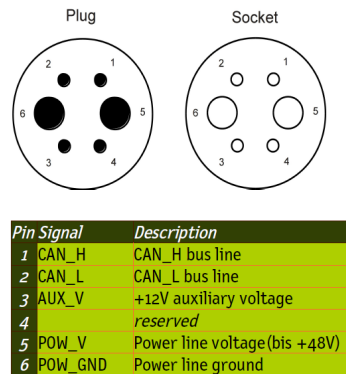 Plug Socket
2 1 2 1
6 5 6 5
3 4 3 4
Pin Signal Description
1 CAN_H CAN_H bus line
2 CAN_L CAN_L bus line
3 AUX_V +12V auxiliary voltage
4 reserved
5 POW_V Power line voltage(bis +48V)
6 POW_GND Power line ground